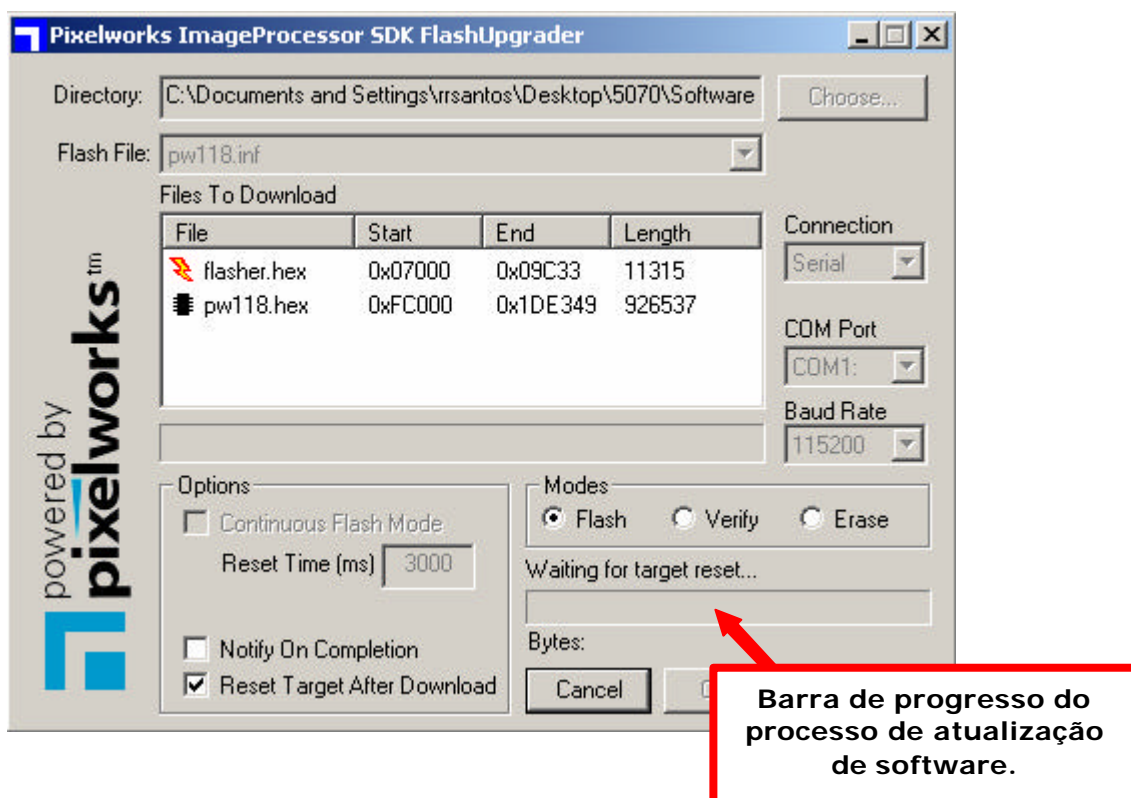 Pixelworks ImageProcessor SDK FlashUpgrader
Directory: C:\Documents and Settings\rrsantos\Desktop\5070\Software Choose...
Flash File: pw118.inf
Files To Download
File Start End Length
flasher.hex 0x07000 0x09C33 11315
pw118.hex 0xFC000 0x1DE349 926537
Connection
Serial
COM Port
COM1:
Baud Rate
115200
powered by
pixelworks tm
Options
Continuous Flash Mode
Reset Time (ms) 3000
Notify On Completion
Reset Target After Download
Modes
Flash Verify Erase
Waiting for target reset...
Bytes:
Cancel
Barra de progresso do
processo de atualização
de software.